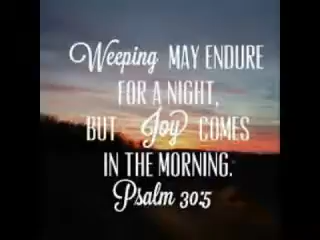 Weeping MAY ENDURE
FOR A NIGHT,
BUT Joy COMES
IN THE MORNING.
Psalm 30:5